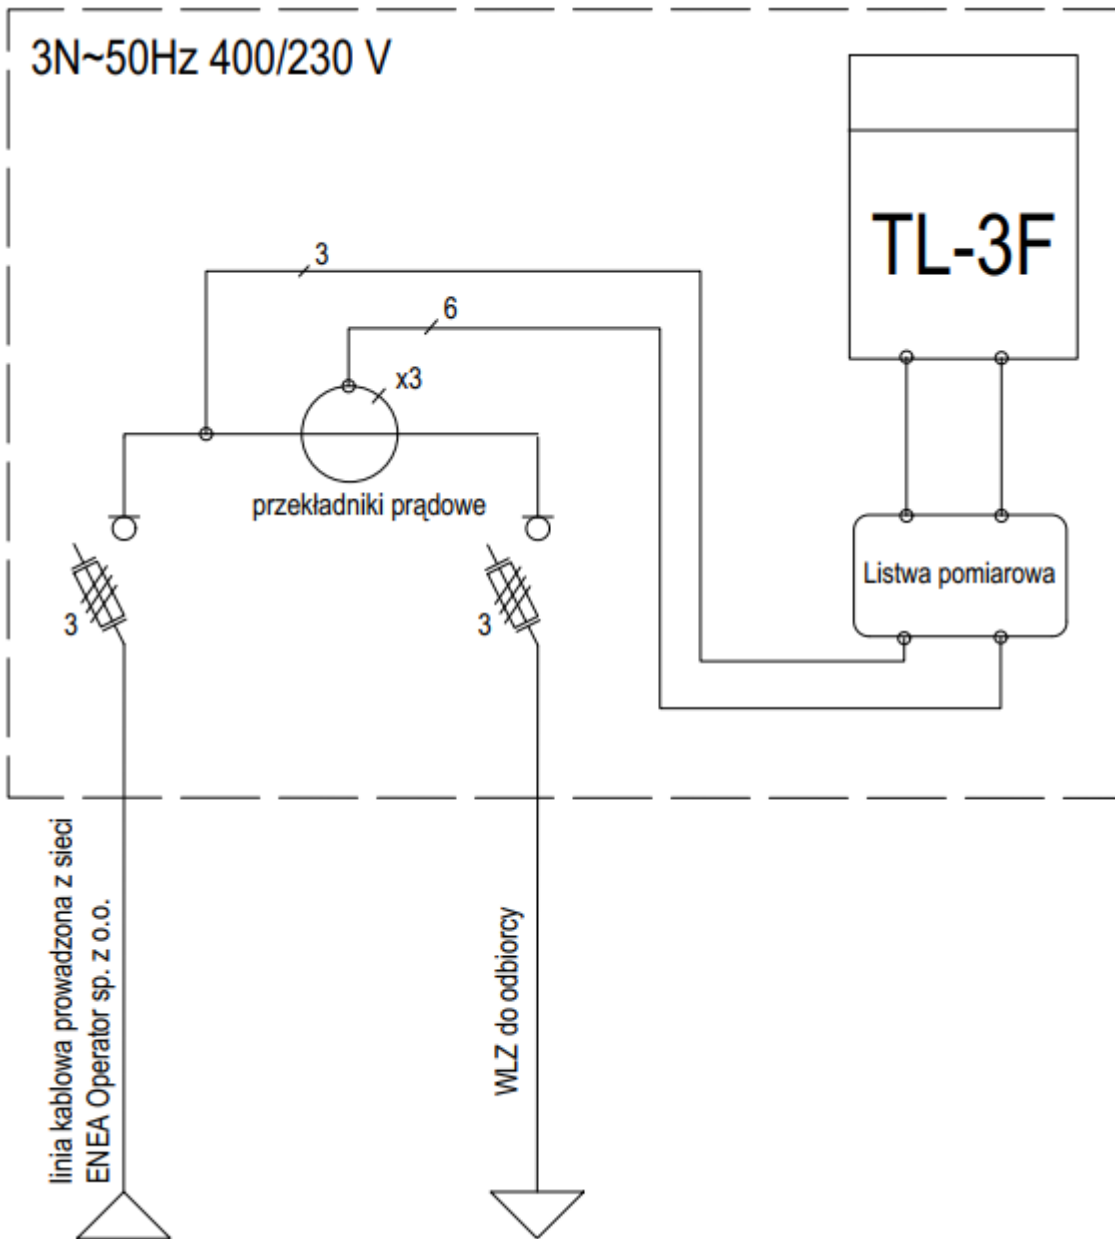 3N~50Hz 400/230 V
TL-3F
3
6
x3
przekładniki prądowe
Listwa pomiarowa
3
3
linia kablowa prowadzona z sieci
ENEA Operator sp. z o.o.
WLZ do odbiorcy